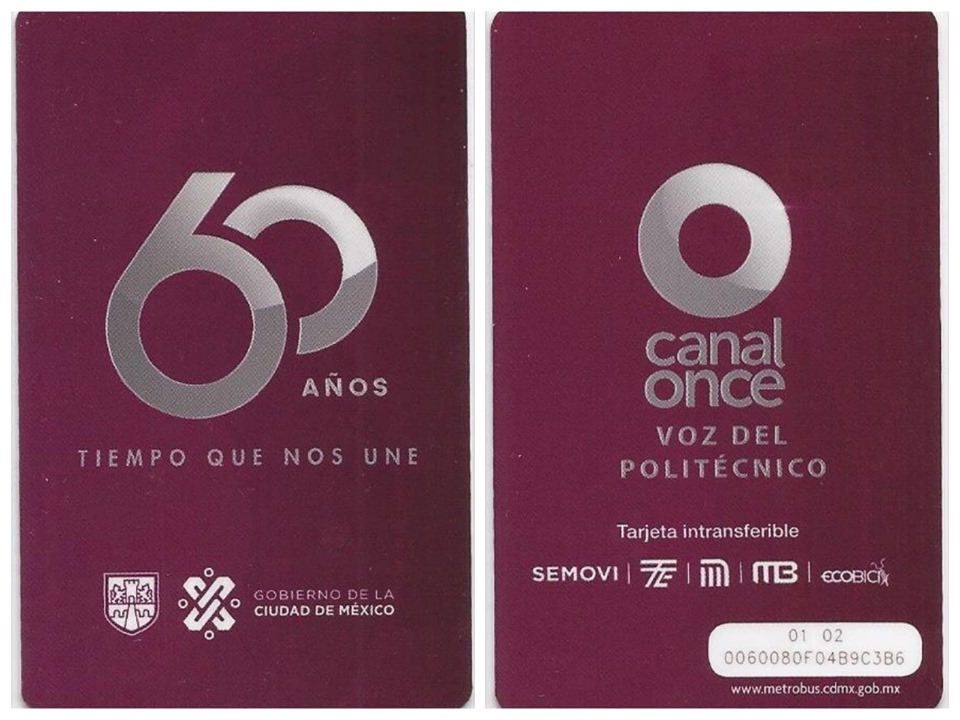 60
AÑOS
TIEMPO QUE NOS UNE
GOBIERNO DE LA
CIUDAD DE MÉXICO
canal
once
VOZ DEL
POLITÉCNICO
Tarjeta intransferible
SEMOVI | TE | M | MB | ECOBICI
01 02
0060080F04B9C3B6
www.metrobus.cdmx.gob.mx